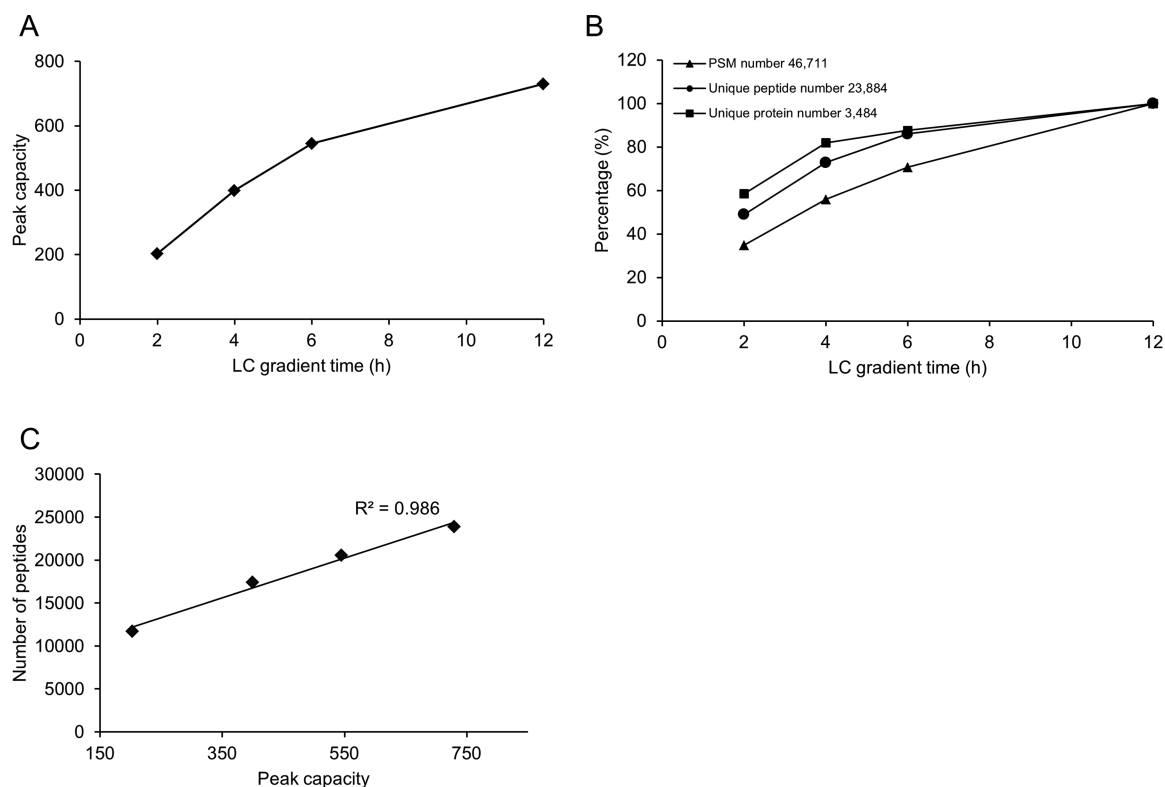 A
800
600
400
200
0
Peak capacity
0 2 4 6 8 10 12
LC gradient time (h)
B
120
100
80
60
40
20
0
Percentage (%)
PSM number 46,711
Unique peptide number 23,884
Unique protein number 3,484
0 2 4 6 8 10 12
LC gradient time (h)
C
30000
25000
20000
15000
10000
5000
0
Number of peptides
R² = 0.986
150 350 550 750
Peak capacity